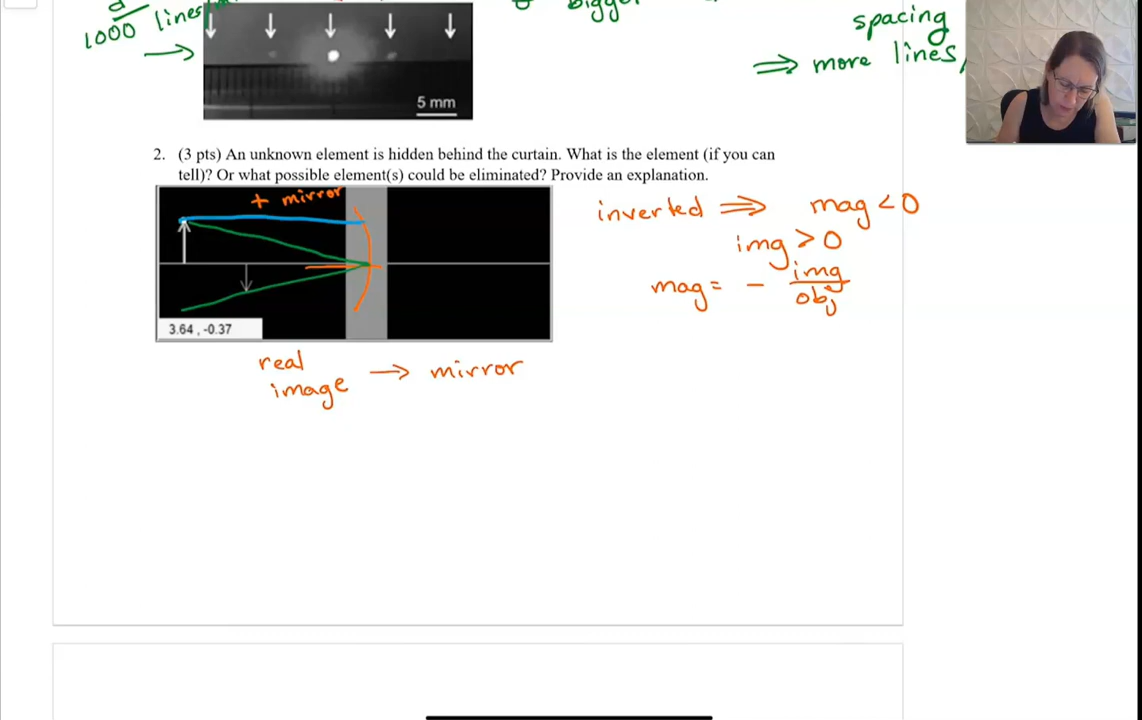 1000 lines/
bigger
spacing
⇒ more lines
5 mm
2. (3 pts) An unknown element is hidden behind the curtain. What is the element (if you can
tell)? Or what possible element(s) could be eliminated? Provide an explanation.
+ mirror
3.64 , -0.37
inverted ⇒ mag < 0
img > 0
mag = - img
obj
real
image → mirror